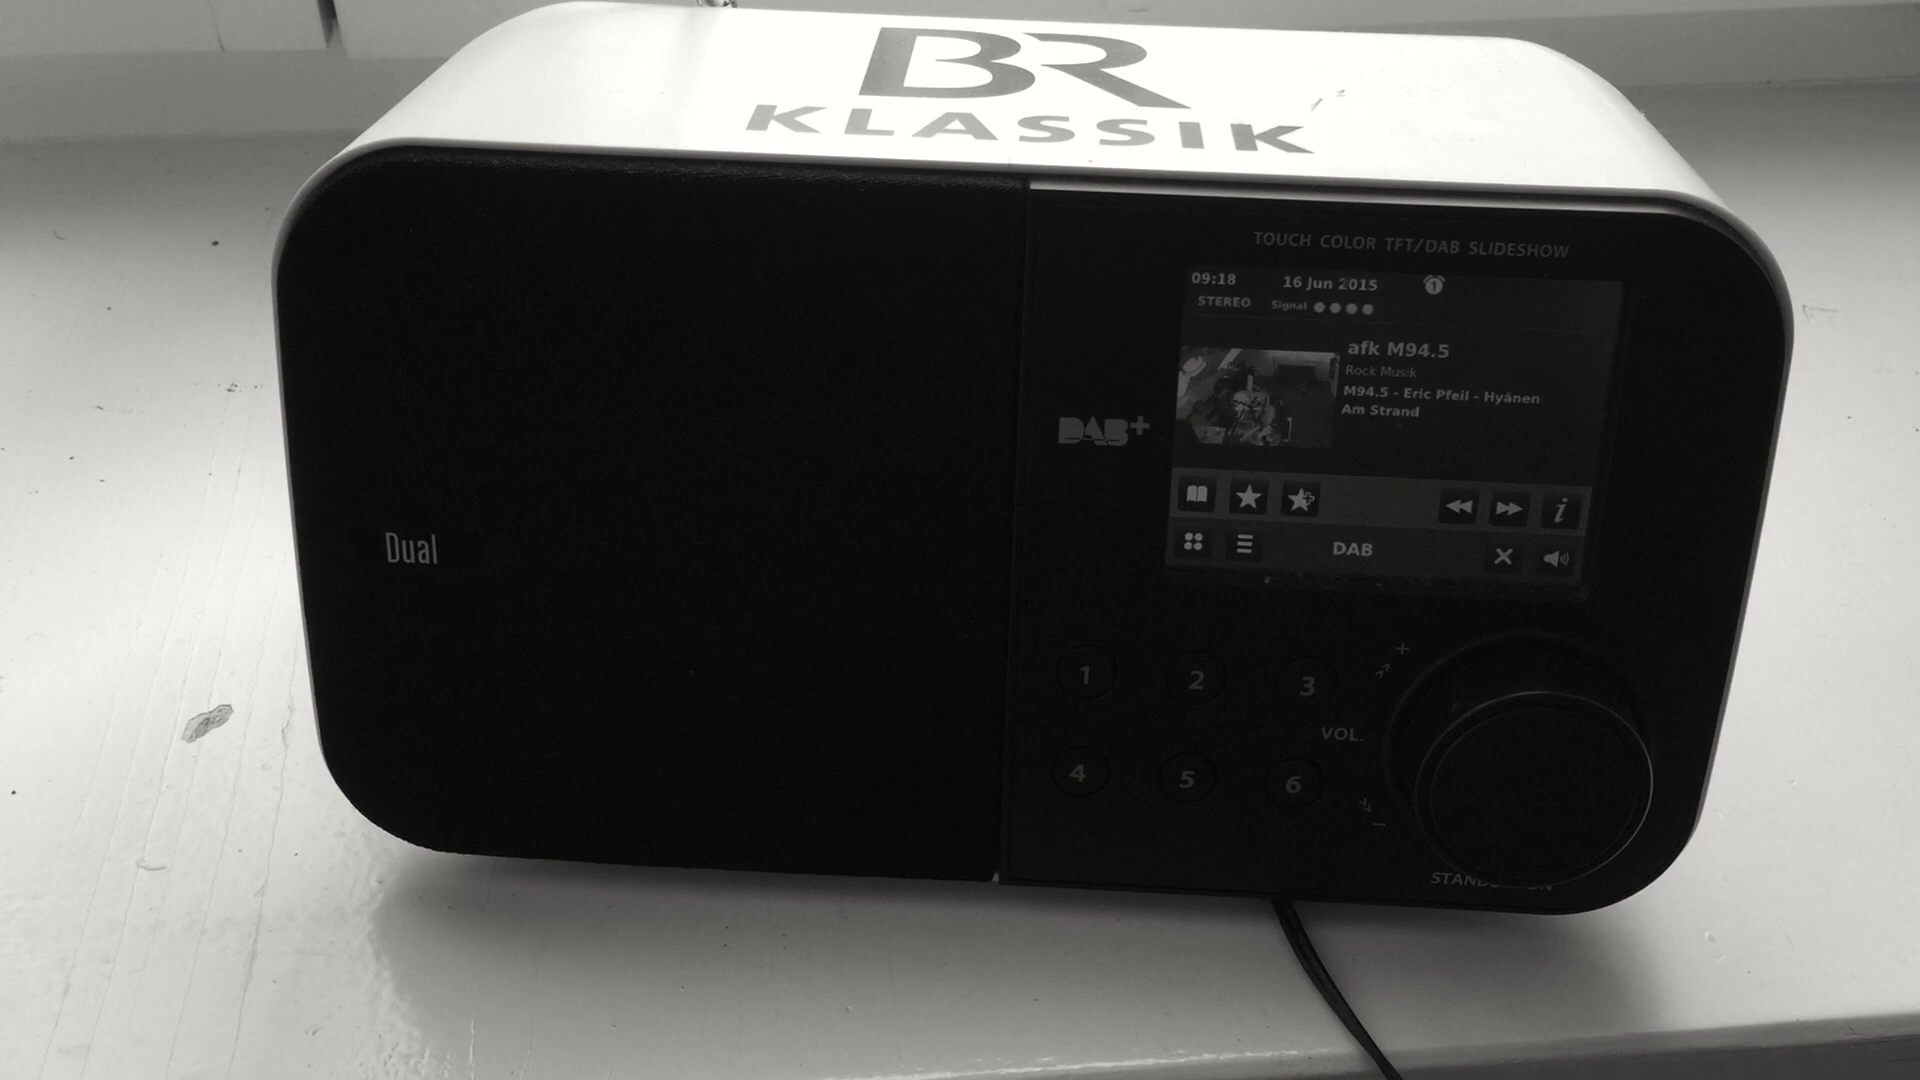 BR
KLASSIK
TOUCH COLOR TFT/DAB SLIDESHOW
09:18 16 Jun 2015 1
STEREO Signal
afk M94.5
Rock Musik
M94.5 - Eric Pfeil - Hyänen
Am Strand
DAB+
i
DAB
Dual
1 2 3
+
VOL.
4 5 6
−